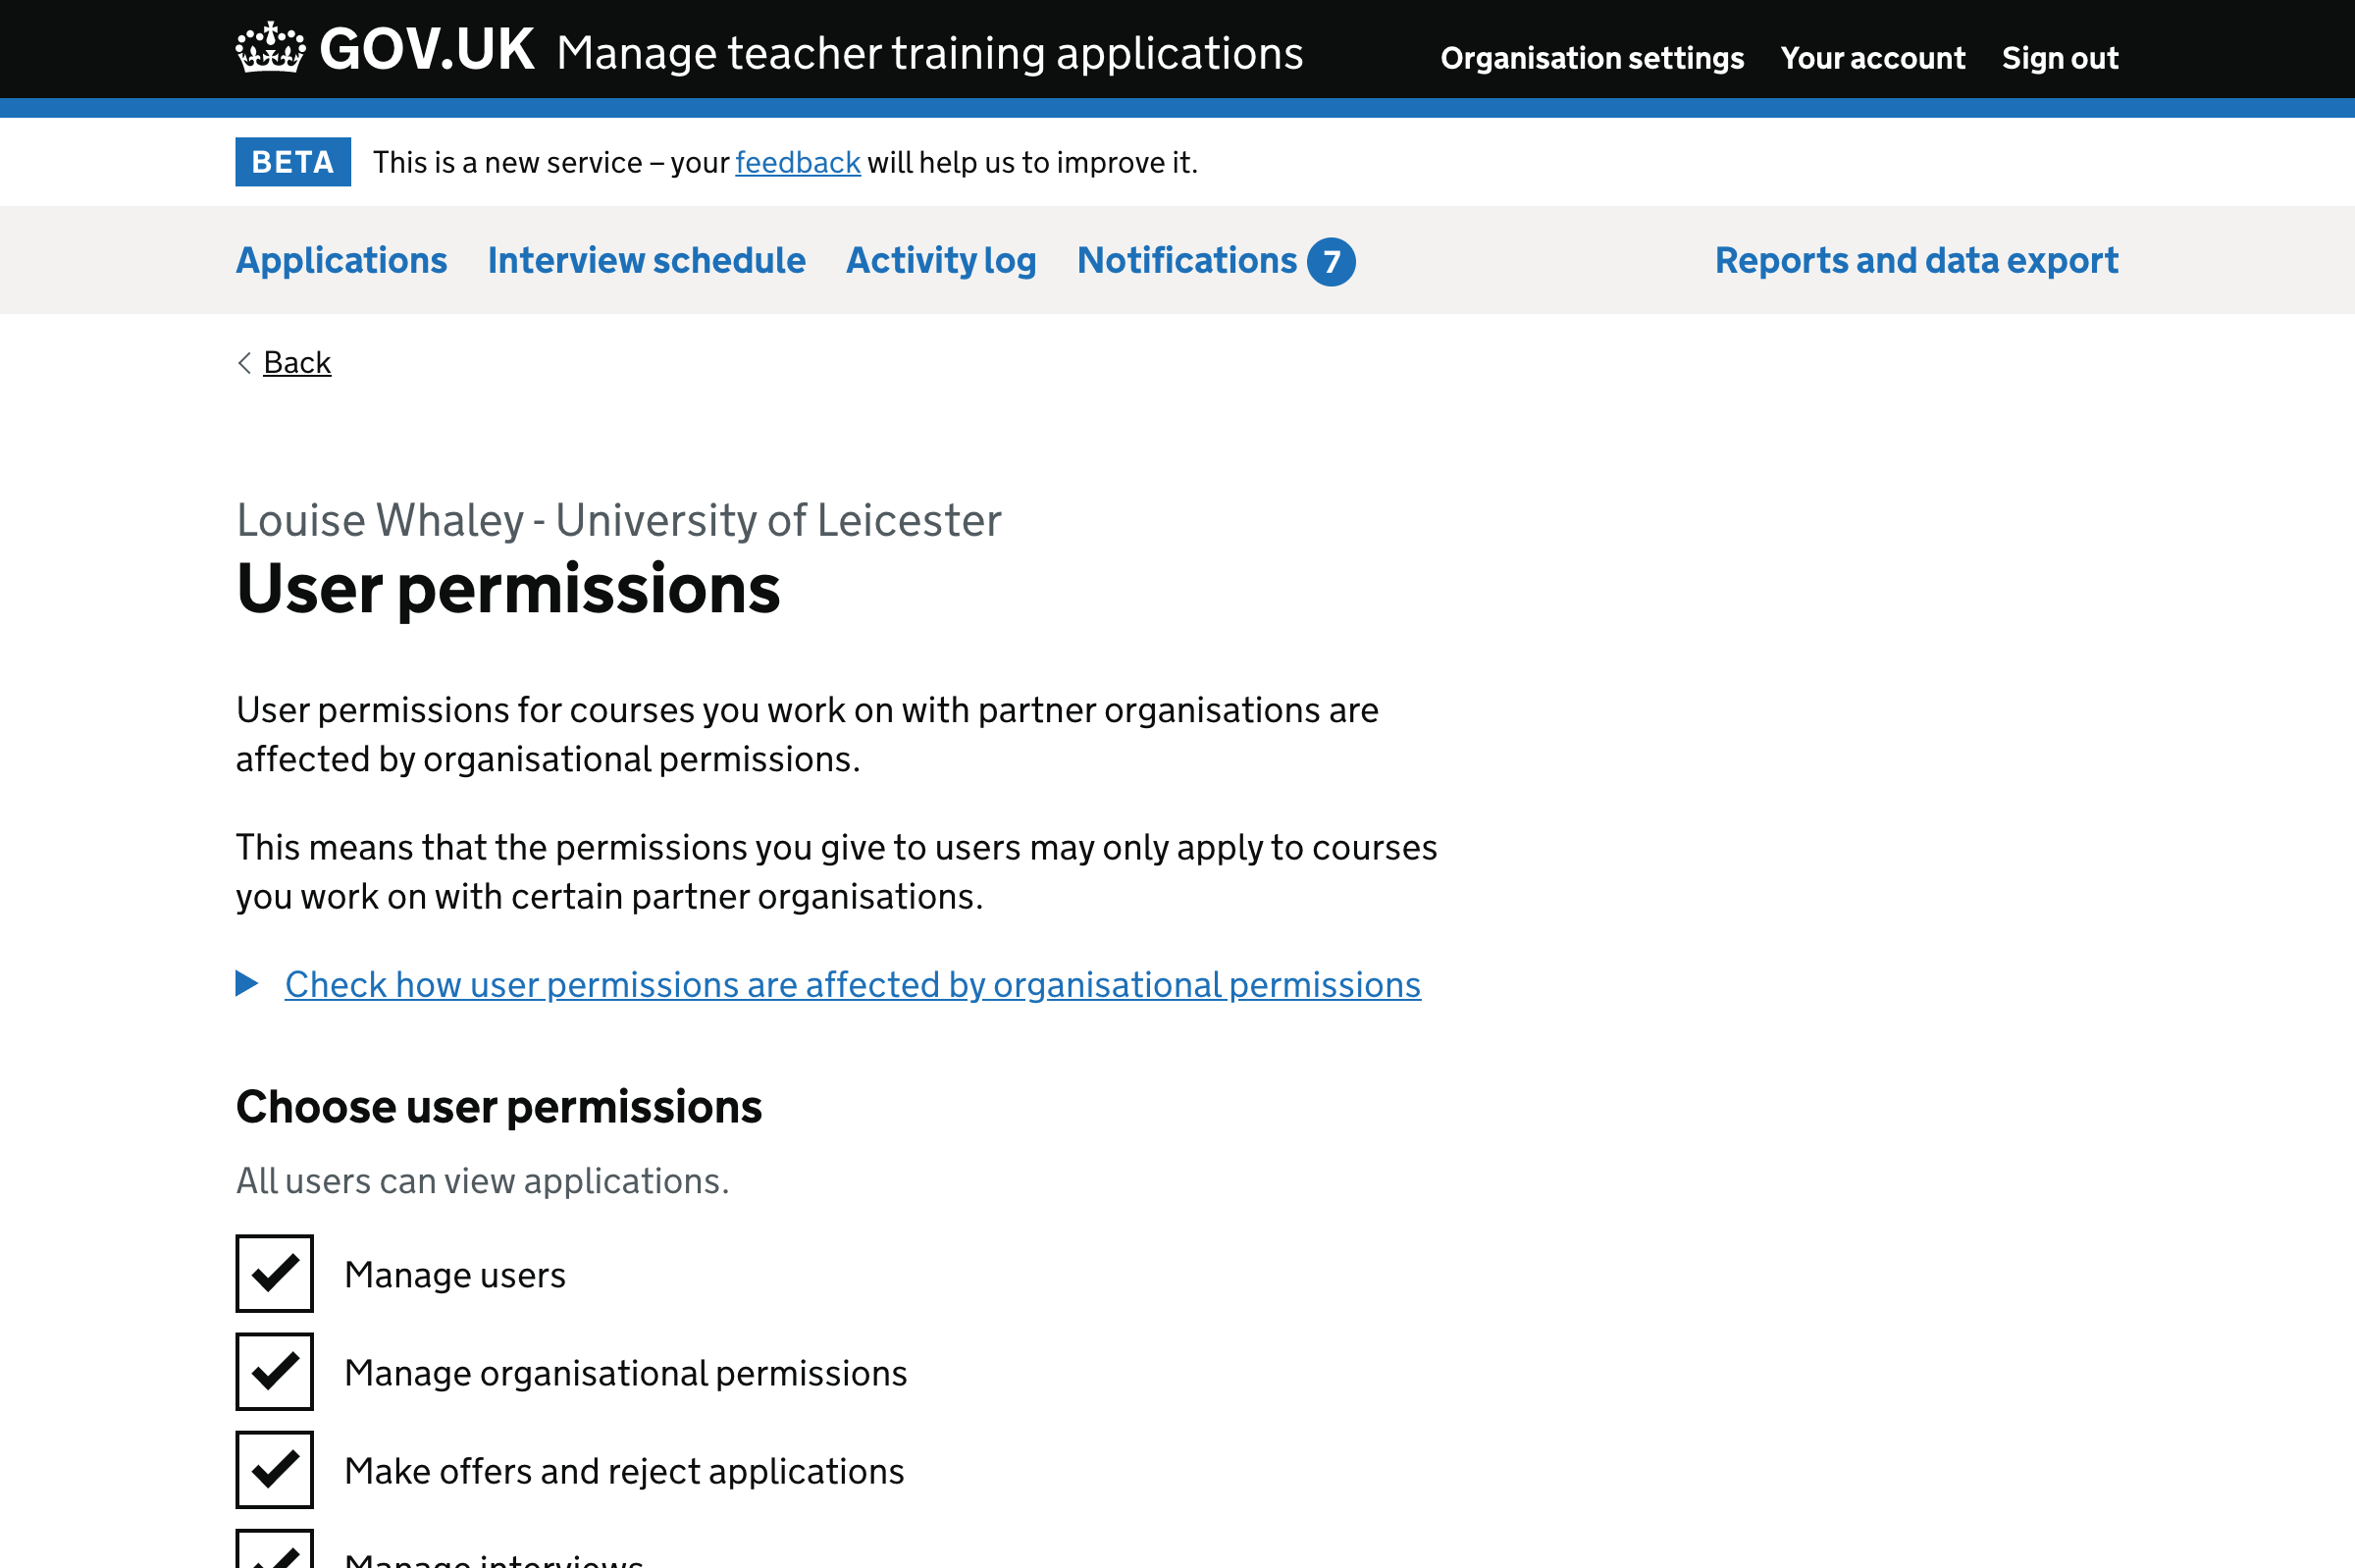 GOV.UK Manage teacher training applications Organisation settings Your account Sign out
BETA This is a new service – your feedback will help us to improve it.
Applications Interview schedule Activity log Notifications 7 Reports and data export
Back
Louise Whaley - University of Leicester
User permissions
User permissions for courses you work on with partner organisations are
affected by organisational permissions.
This means that the permissions you give to users may only apply to courses
you work on with certain partner organisations.
Check how user permissions are affected by organisational permissions
Choose user permissions
All users can view applications.
Manage users
Manage organisational permissions
Make offers and reject applications
Manage interviews